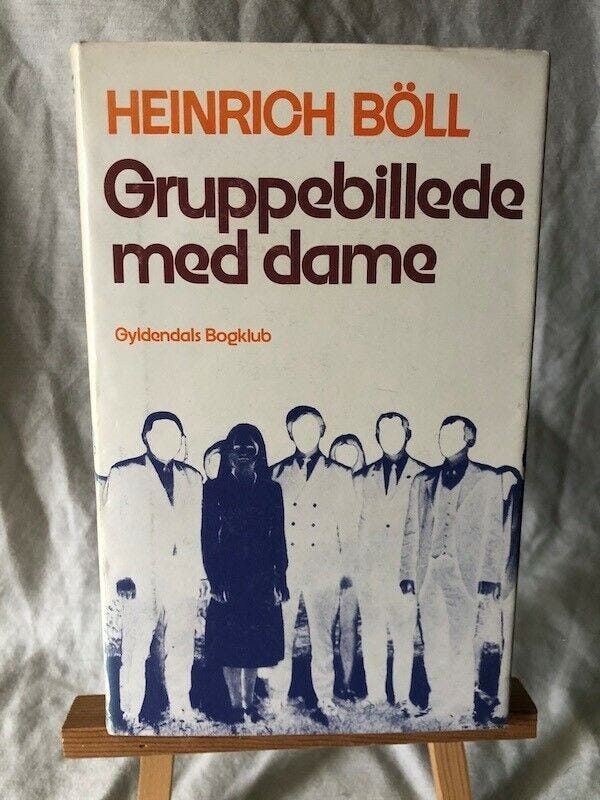 HEINRICH BÖLL
Gruppebillede
med dame
Gyldendals Bogklub